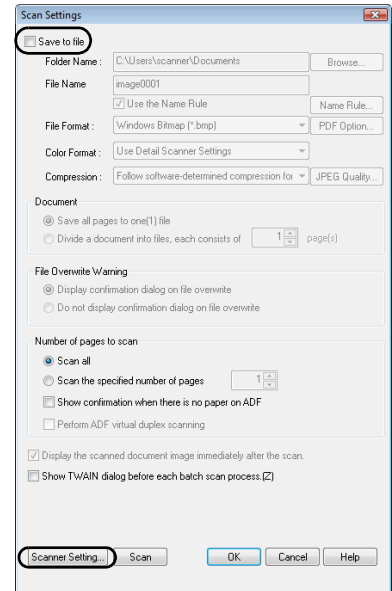 Scan Settings
Save to file
Folder Name : C:\Users\scanner\Documents Browse...
File Name image0001
Use the Name Rule Name Rule...
File Format : Windows Bitmap (*.bmp) PDF Option...
Color Format : Use Detail Scanner Settings
Compression : Follow software-determined compression for JPEG Quality...
Document
Save all pages to one(1) file
Divide a document into files, each consists of 1 page(s)
File Overwrite Warning
Display confirmation dialog on file overwrite
Do not display confirmation dialog on file overwrite
Number of pages to scan
Scan all
Scan the specified number of pages 1
Show confirmation when there is no paper on ADF
Perform ADF virtual duplex scanning
Display the scanned document image immediately after the scan.
Show TWAIN dialog before each batch scan process.(Z)
Scanner Setting... Scan OK Cancel Help